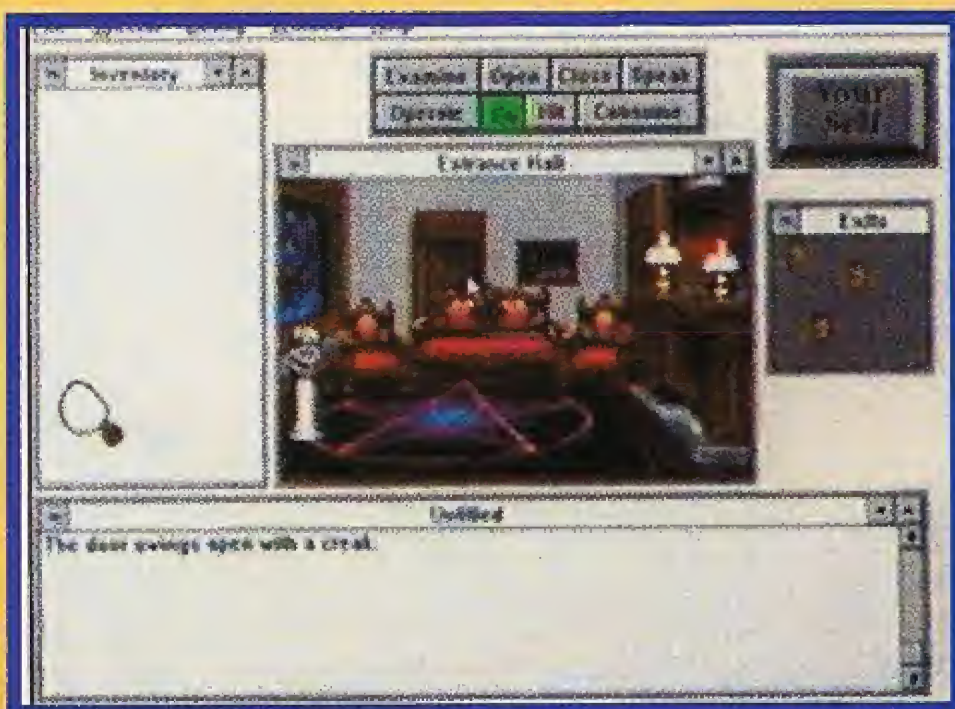 Inventory
Examine Open Close Speak
Operate Go Hit Consume
your
self
Entrance Hall
Exits
Untitled
The door swings open with a creak.